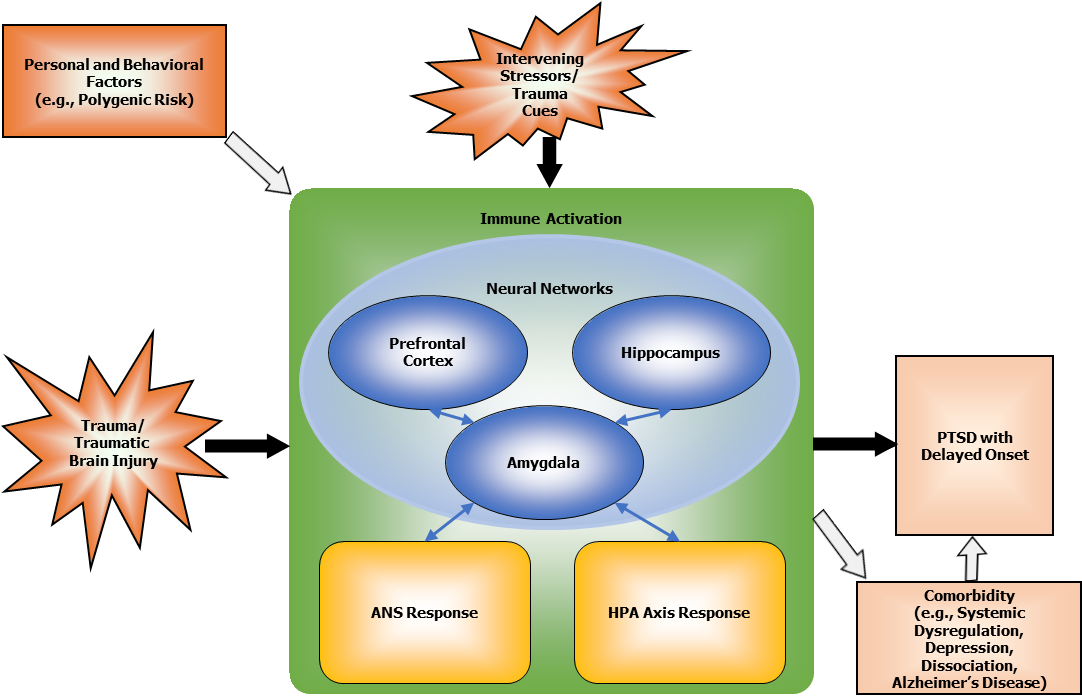 Personal and Behavioral
Factors
(e.g., Polygenic Risk)
Intervening
Stressors/
Trauma
Cues
Immune Activation
Neural Networks
Prefrontal
Cortex
Hippocampus
Amygdala
Trauma/
Traumatic
Brain Injury
PTSD with
Delayed Onset
ANS Response
HPA Axis Response
Comorbidity
(e.g., Systemic
Dysregulation,
Depression,
Dissociation,
Alzheimer's Disease)